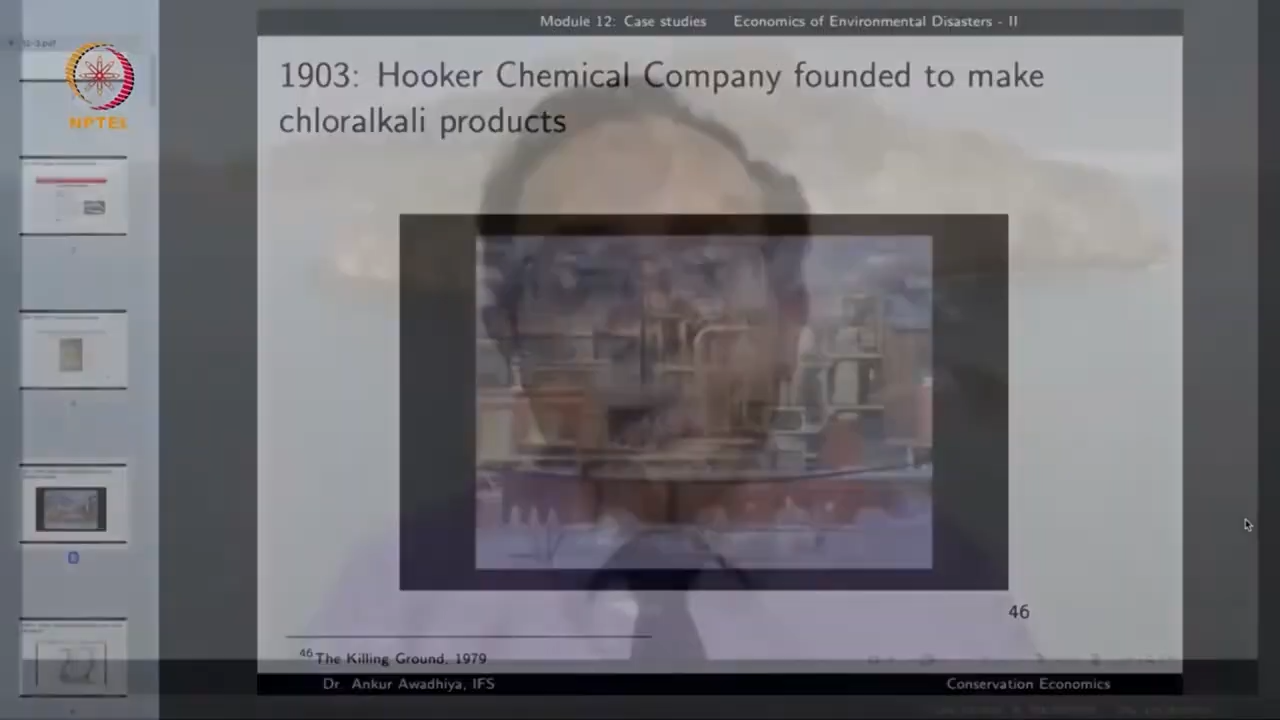 Module 12: Case studies Economics of Environmental Disasters - II
NPTEL
1903: Hooker Chemical Company founded to make
chloralkali products
46
46 The Killing Ground, 1979
Dr. Ankur Awadhiya, IFS Conservation Economics